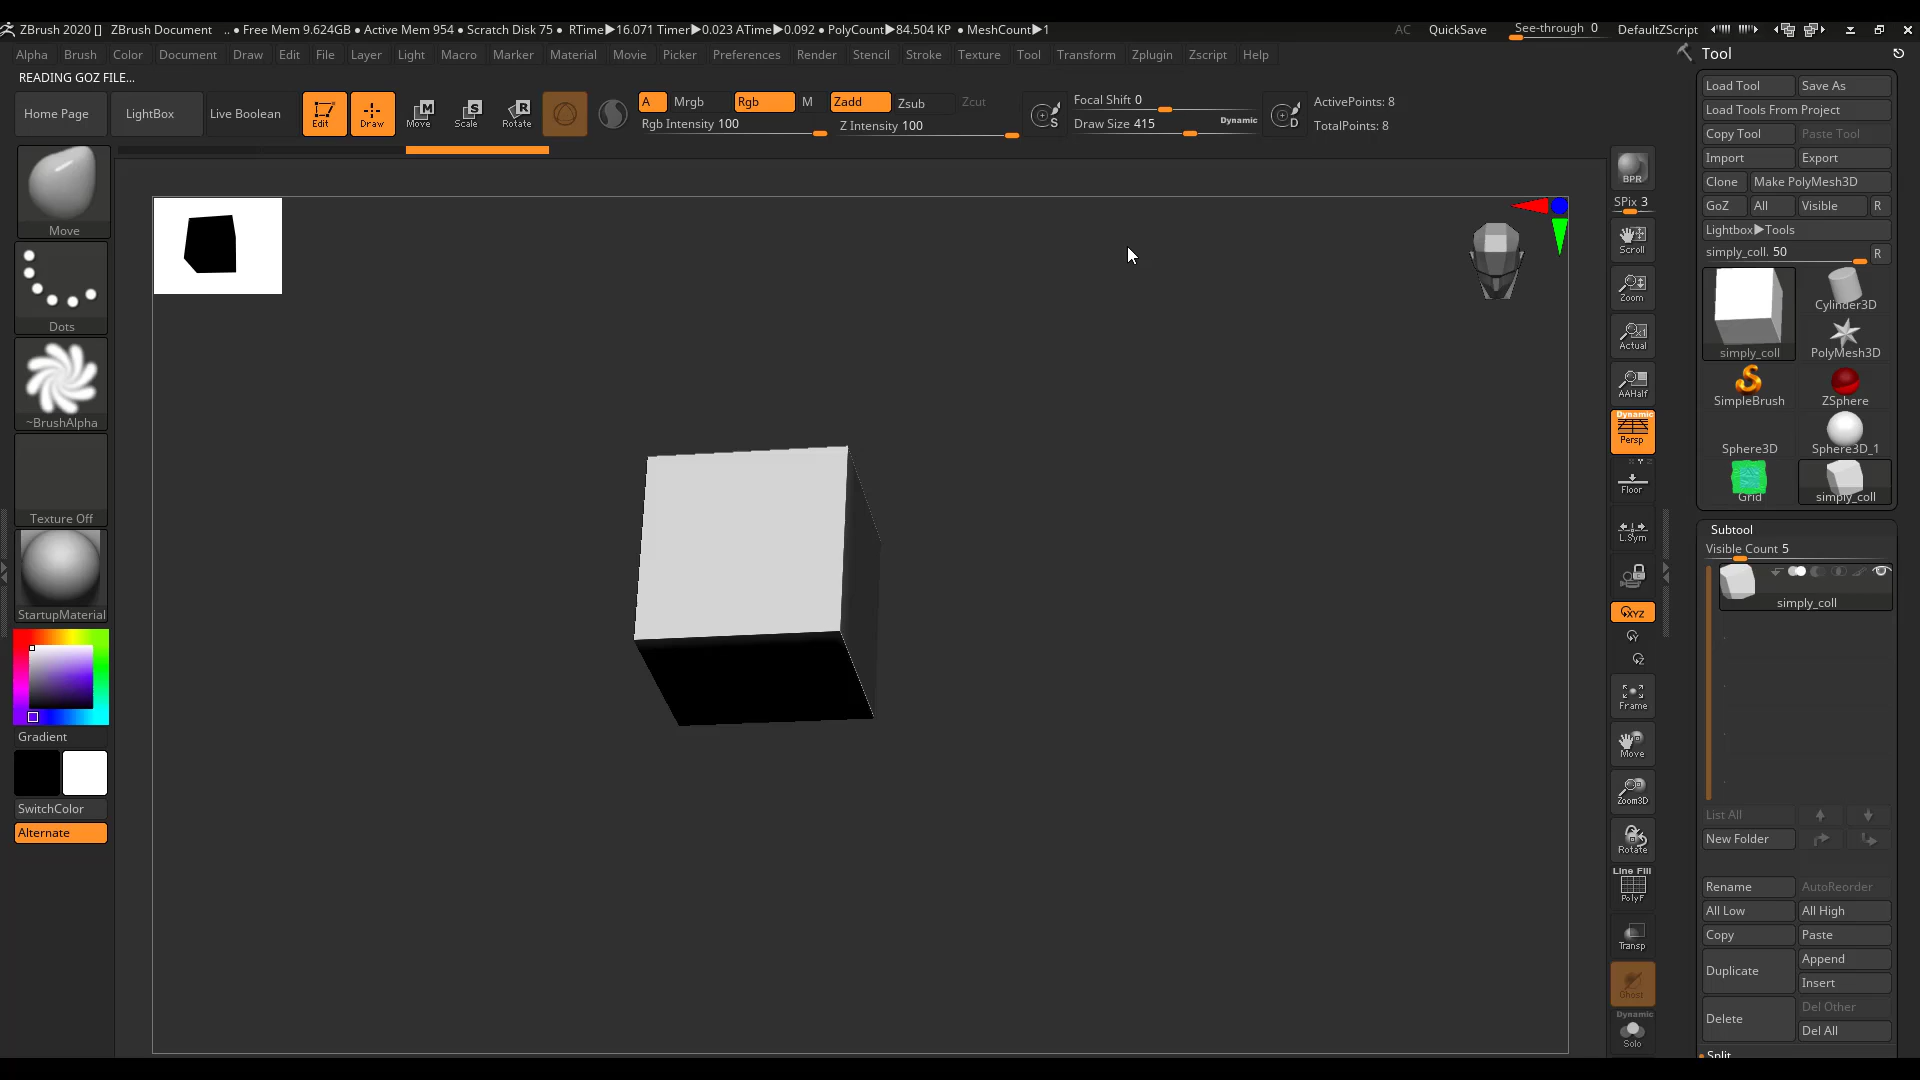 ZBrush 2020 [] ZBrush Document .. ● Free Mem 9.624GB ● Active Mem 954 ● Scratch Disk 75 ● RTime▶16.071 Timer▶0.023 ATime▶0.092 ● PolyCount▶84.504 KP ● MeshCount▶1 AC QuickSave See-through 0 DefaultZScript
Alpha Brush Color Document Draw Edit File Layer Light Macro Marker Material Movie Picker Preferences Render Stencil Stroke Texture Tool Transform Zplugin Zscript Help
READING GOZ FILE...
Home Page LightBox Live Boolean Edit Draw Move Scale Rotate
A Mrgb Rgb M Zadd Zsub Zcut
Rgb Intensity 100 Z Intensity 100
S
Focal Shift 0
Draw Size 415 Dynamic
D
ActivePoints: 8
TotalPoints: 8
Move
Dots
~BrushAlpha
Texture Off
StartupMaterial
Gradient
SwitchColor
Alternate
BPR
SPix 3
Scroll
Zoom
Actual
AAHalf
Dynamic
Persp
Floor
L.Sym
XYZ
Y
Z
Frame
Move
Zoom3D
Rotate
Line Fill
PolyF
Transp
Ghost
Dynamic
Solo
Tool
Load Tool Save As
Load Tools From Project
Copy Tool Paste Tool
Import Export
Clone Make PolyMesh3D
GoZ All Visible R
Lightbox▶Tools
simply_coll. 50 R
simply_coll Cylinder3D
PolyMesh3D
SimpleBrush ZSphere
Sphere3D Sphere3D_1
Grid simply_coll
Subtool
Visible Count 5
simply_coll
List All
New Folder
Rename AutoReorder
All Low All High
Copy Paste
Duplicate Append
Insert
Delete Del Other
Del All
Split